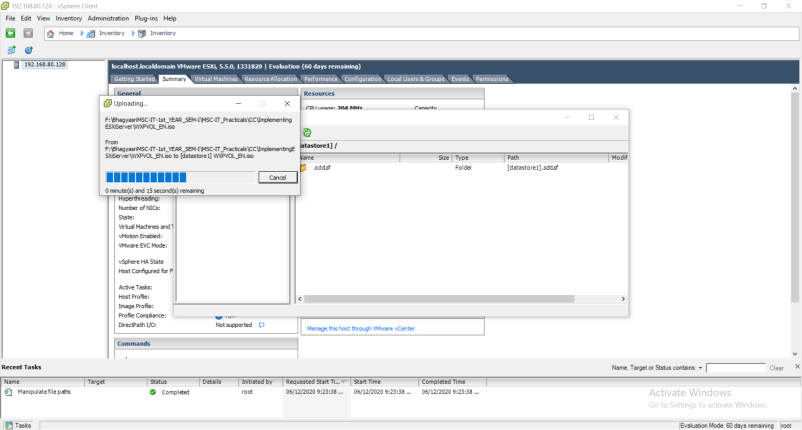 192.168.80.128 - vSphere Client
File Edit View Inventory Administration Plug-ins Help
Home Inventory Inventory
192.168.80.128
localhost.localdomain VMware ESXi, 5.5.0, 1331820 | Evaluation (60 days remaining)
Getting Started Summary Virtual Machines Resource Allocation Performance Configuration Local Users & Groups Events Permissions
General Resources
CPU usage: 204 MHz Capacity
Uploading...
F:\Bhagyashri\MSC-IT-1st_YEAR_SEM-I\MSC-IT_Practicals\CC\Implementing
ESXiServer\WXPVOL_EN.iso
From
F:\Bhagyashri\MSC-IT-1st_YEAR_SEM-I\MSC-IT_Practicals\CC\ImplementingE
SXiServer\WXPVOL_EN.iso to [datastore1] WXPVOL_EN.iso
Cancel
0 minute(s) and 15 second(s) remaining
datastore1] /
Name Size Type Path Modif
.sdd.sf Folder [datastore1] .sdd.sf
Hyperthreading:
Number of NICs:
State:
Virtual Machines and T
vMotion Enabled:
VMware EVC Mode:
vSphere HA State
Host Configured for F
Active Tasks:
Host Profile:
Image Profile:
Profile Compliance:
DirectPath I/O: Not supported
Manage this host through VMware vCenter.
Commands
Recent Tasks
Name, Target or Status contains: Clear
Name Target Status Details Initiated by Requested Start Ti... Start Time Completed Time
Manipulate file paths Completed root 06/12/2020 9:23:38 ... 06/12/2020 9:23:38 ... 06/12/2020 9:23:38 ...
Activate Windows
Go to Settings to activate Windows.
Tasks Evaluation Mode: 60 days remaining root